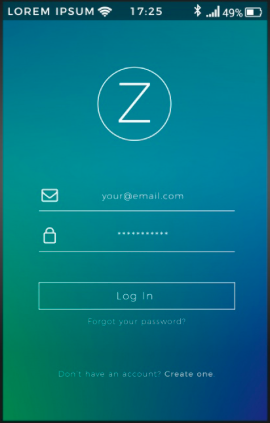 LOREM IPSUM 17:25 49%
Z
your@email.com
***********
Log In
Forgot your password?
Don't have an account? Create one.